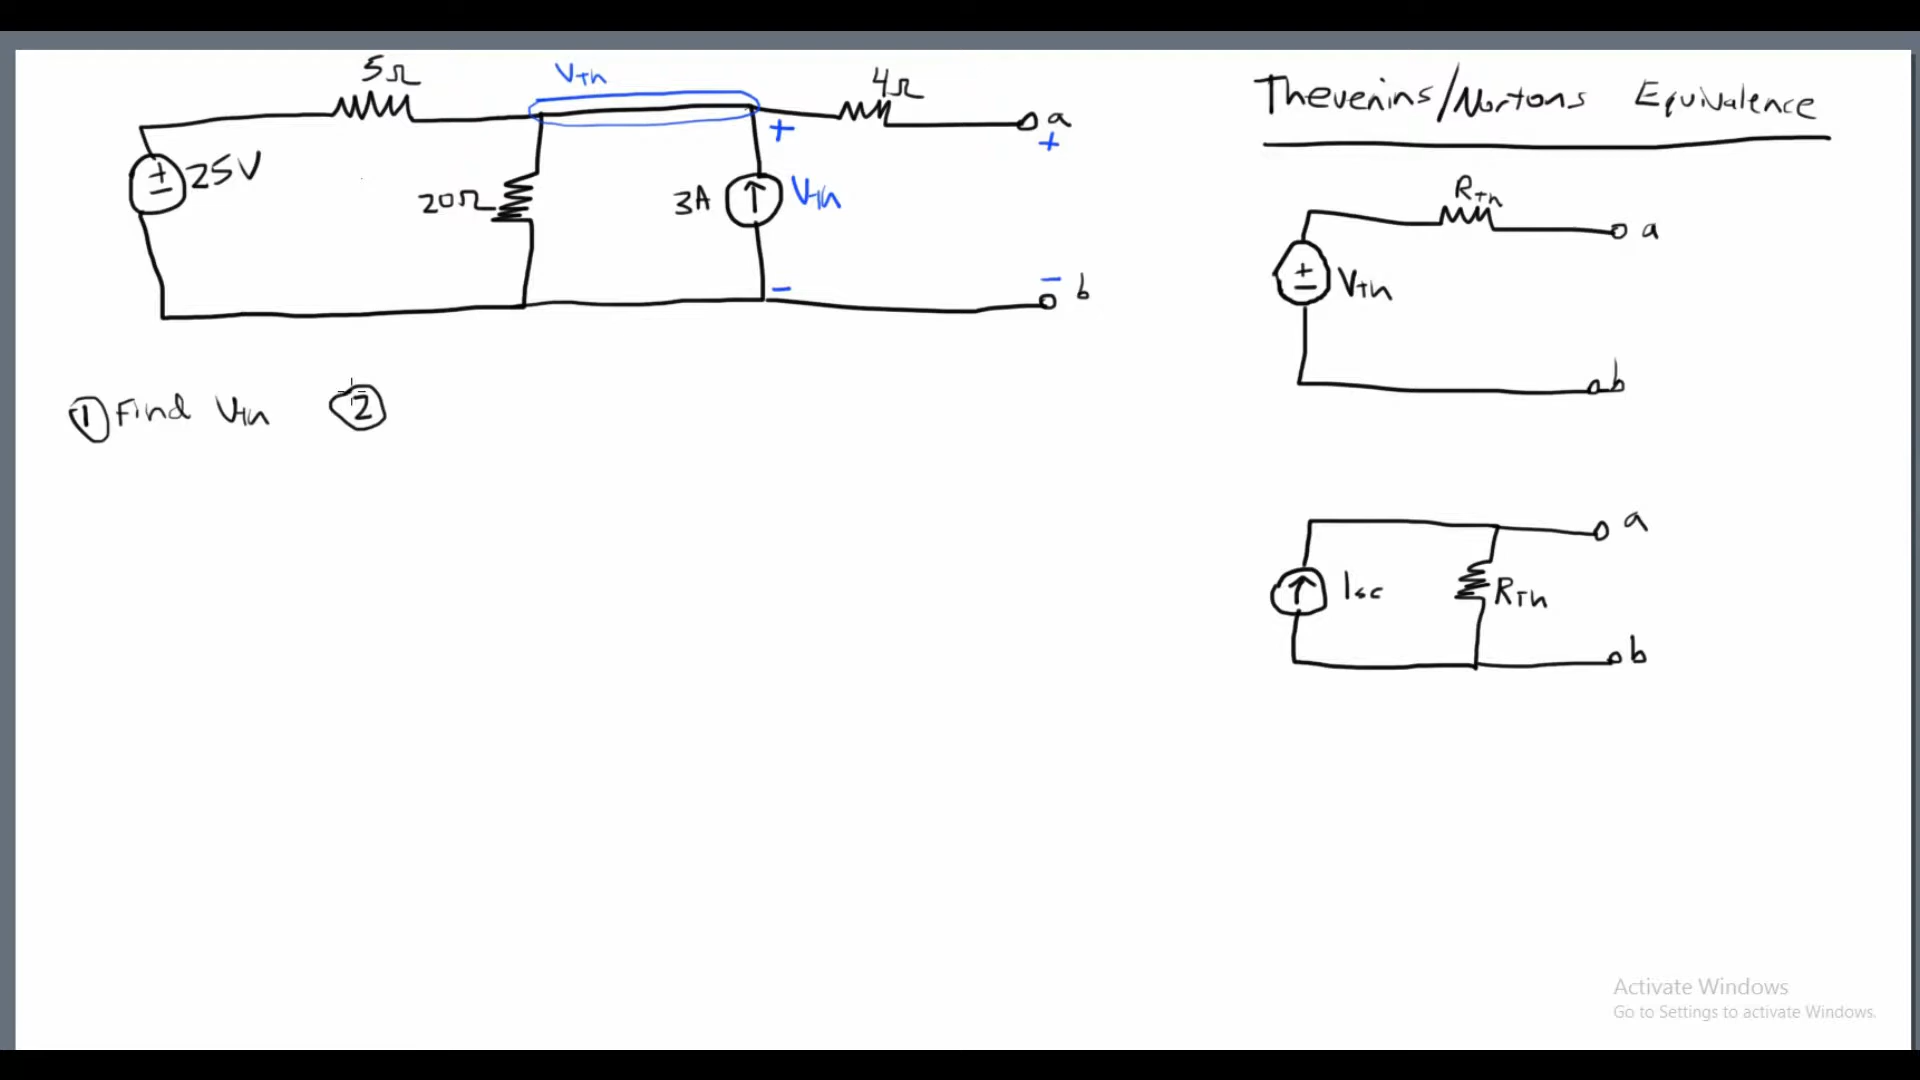 5Ω
VTh
4Ω
a
+
+
+
−
25V
20Ω
3A
VTh
−
−
b
① Find VTh ②
Thevenins/Nortons Equivalence
RTh
a
+
−
VTh
b
a
Isc
RTh
b
Activate Windows
Go to Settings to activate Windows.